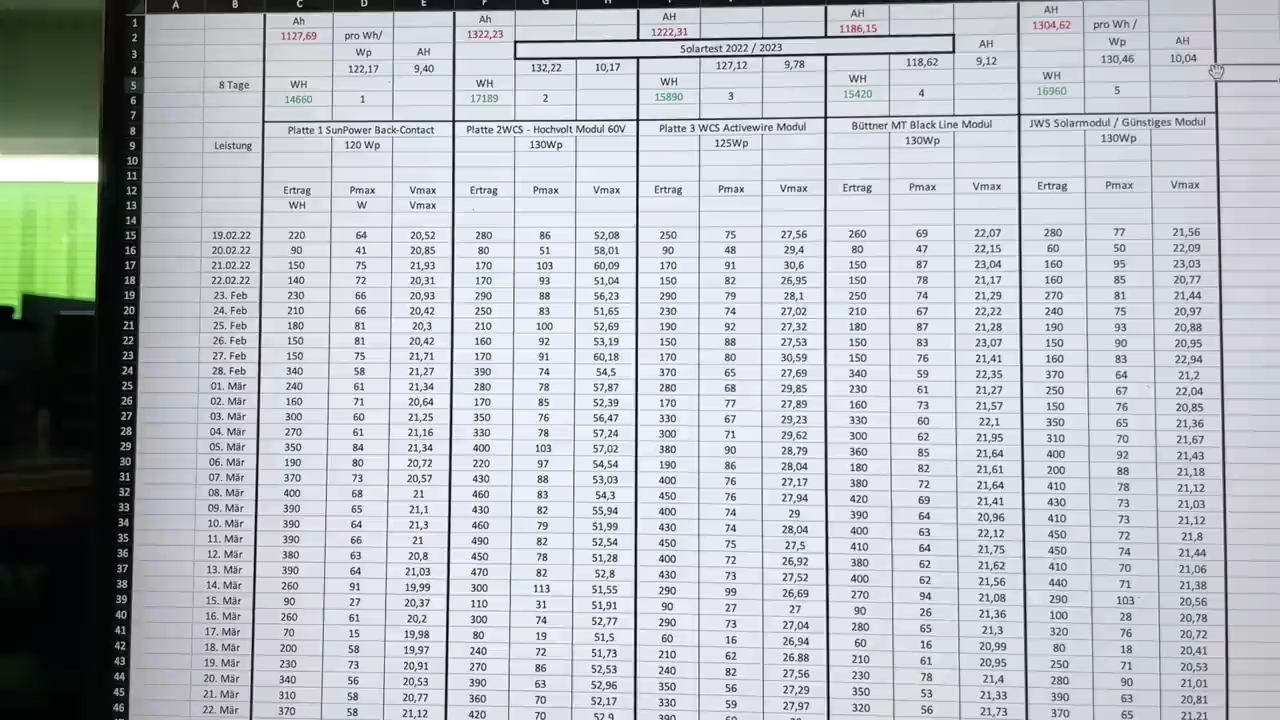 A B C D E F G H
1 Ah Ah AH AH AH
1127,69 pro Wh/ 1322,23 1222,31 1186,15 1304,62 pro Wh /
2 Wp AH Solartest 2022 / 2023 AH Wp AH
3
4 122,17 9,40 132,22 10,17 127,12 9,78 118,62 9,12 130,46 10,04
5 8 Tage WH WH WH WH WH
6 14660 1 17189 2 15890 3 15420 4 16960 5
7
8 Platte 1 SunPower Back-Contact Platte 2WCS - Hochvolt Modul 60V Platte 3 WCS Activewire Modul Büttner MT Black Line Modul JWS Solarmodul / Günstiges Modul
9 Leistung 120 Wp 130Wp 125Wp 130Wp 130Wp
10
11
12 Ertrag Pmax Vmax Ertrag Pmax Vmax Ertrag Pmax Vmax Ertrag Pmax Vmax Ertrag Pmax Vmax
13 WH W Vmax
14
15 19.02.22 220 64 20,52 280 86 52,08 250 75 27,56 260 69 22,07 280 77 21,56
16 20.02.22 90 41 20,85 80 51 58,01 90 48 29,4 80 47 22,15 60 50 22,09
17 21.02.22 150 75 21,93 170 103 60,09 170 91 30,6 150 87 23,04 160 95 23,03
18 22.02.22 140 72 20,31 170 93 51,04 150 82 26,95 150 78 21,17 160 85 20,77
19 23. Feb 230 66 20,93 290 88 56,23 290 79 28,1 250 74 21,29 270 81 21,44
20 24. Feb 210 66 20,42 250 83 51,65 230 74 27,02 210 67 22,22 240 75 20,97
21 25. Feb 180 81 20,3 210 100 52,69 190 92 27,32 180 87 21,28 190 93 20,88
22 26. Feb 150 81 20,42 160 92 53,19 150 88 27,53 150 83 23,07 150 90 20,95
23 27. Feb 150 75 21,71 170 91 60,18 170 80 30,59 150 76 21,41 160 83 22,94
24 28. Feb 340 58 21,27 390 74 54,5 370 65 27,69 340 59 22,35 370 64 21,2
25 01. Mär 240 61 21,34 280 78 57,87 280 68 29,85 230 61 21,27 250 67 22,04
26 02. Mär 160 71 20,64 170 85 52,39 170 77 27,89 160 73 21,57 150 76 20,85
27 03. Mär 300 60 21,25 350 76 56,47 330 67 29,23 330 60 22,1 350 65 21,36
28 04. Mär 270 61 21,16 330 78 57,24 300 71 29,62 300 62 21,95 310 70 21,67
29 05. Mär 350 84 21,34 400 103 57,02 380 90 28,79 360 85 21,64 400 92 21,43
30 06. Mär 190 80 20,72 220 97 54,54 190 86 28,04 180 82 21,61 200 88 21,18
31 07. Mär 370 73 20,57 430 88 53,03 400 76 27,17 380 72 21,64 410 78 21,12
32 08. Mär 400 68 21 460 83 54,3 450 76 27,94 420 69 21,41 430 73 21,03
33 09. Mär 390 65 21,1 430 82 55,94 400 74 29 390 64 20,96 410 73 21,12
34 10. Mär 390 64 21,3 460 79 51,99 430 74 28,04 400 63 22,12 450 72 21,8
35 11. Mär 390 66 21 490 82 52,54 450 75 27,5 410 64 21,75 450 74 21,44
36 12. Mär 380 63 20,8 450 78 51,28 400 72 26,92 380 62 21,62 410 70 21,06
37 13. Mär 390 64 21,03 470 82 52,8 430 73 27,52 400 62 21,56 440 71 21,38
38 14. Mär 260 91 19,99 300 113 51,55 290 99 26,69 270 94 21,08 290 103 20,56
39 15. Mär 90 27 20,37 110 31 51,91 90 27 27 90 26 21,36 100 28 20,78
40 16. Mär 260 61 20,2 300 74 52,77 290 73 27,04 280 65 21,3 320 76 20,72
41 17. Mär 70 15 19,98 80 19 51,5 60 16 26,94 60 16 20,99 80 18 20,41
42 18. Mär 200 58 19,97 240 72 51,73 210 62 26.88 210 61 20,95 250 71 20,53
43 19. Mär 230 73 20,91 270 86 52,53 240 82 27,56 230 78 21,4 280 90 21,01
44 20. Mär 340 56 20,53 390 63 52,96 350 56 27,29 350 53 21,33 390 63 20,81
45 21. Mär 310 58 20,77 360 70 52,17 330 59 27,97 320 56 21,73 370 65 21,21
46 22. Mär 370 58 21,12 420 70 52,9 390